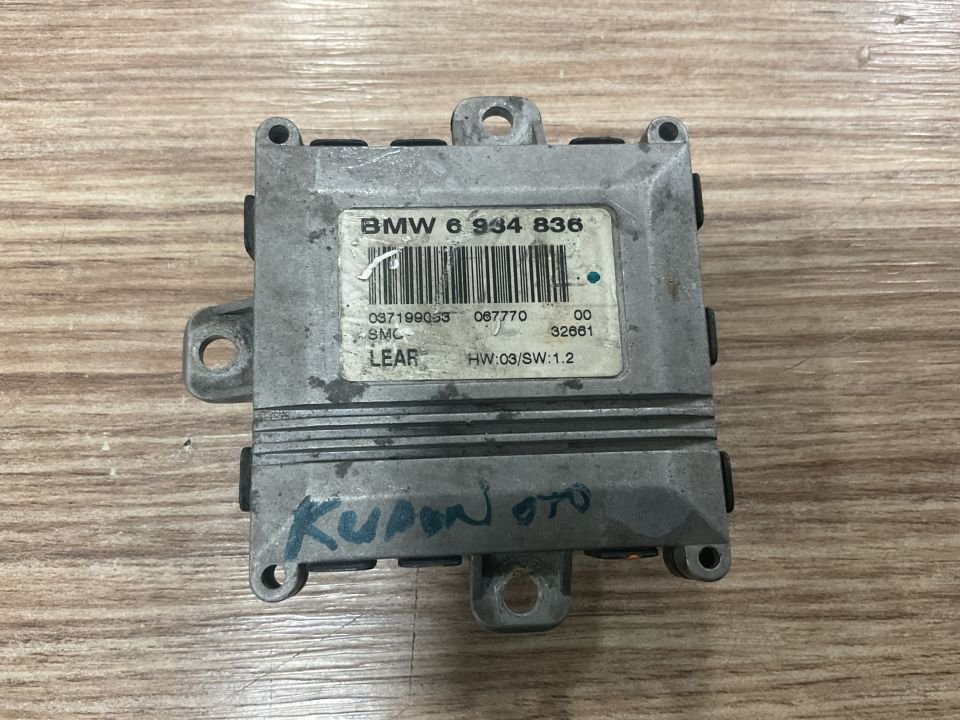 BMW 6 934 836
037199053 067770 00
SMC 32661
LEAR HW:03/SW:1.2
KUPON OTO